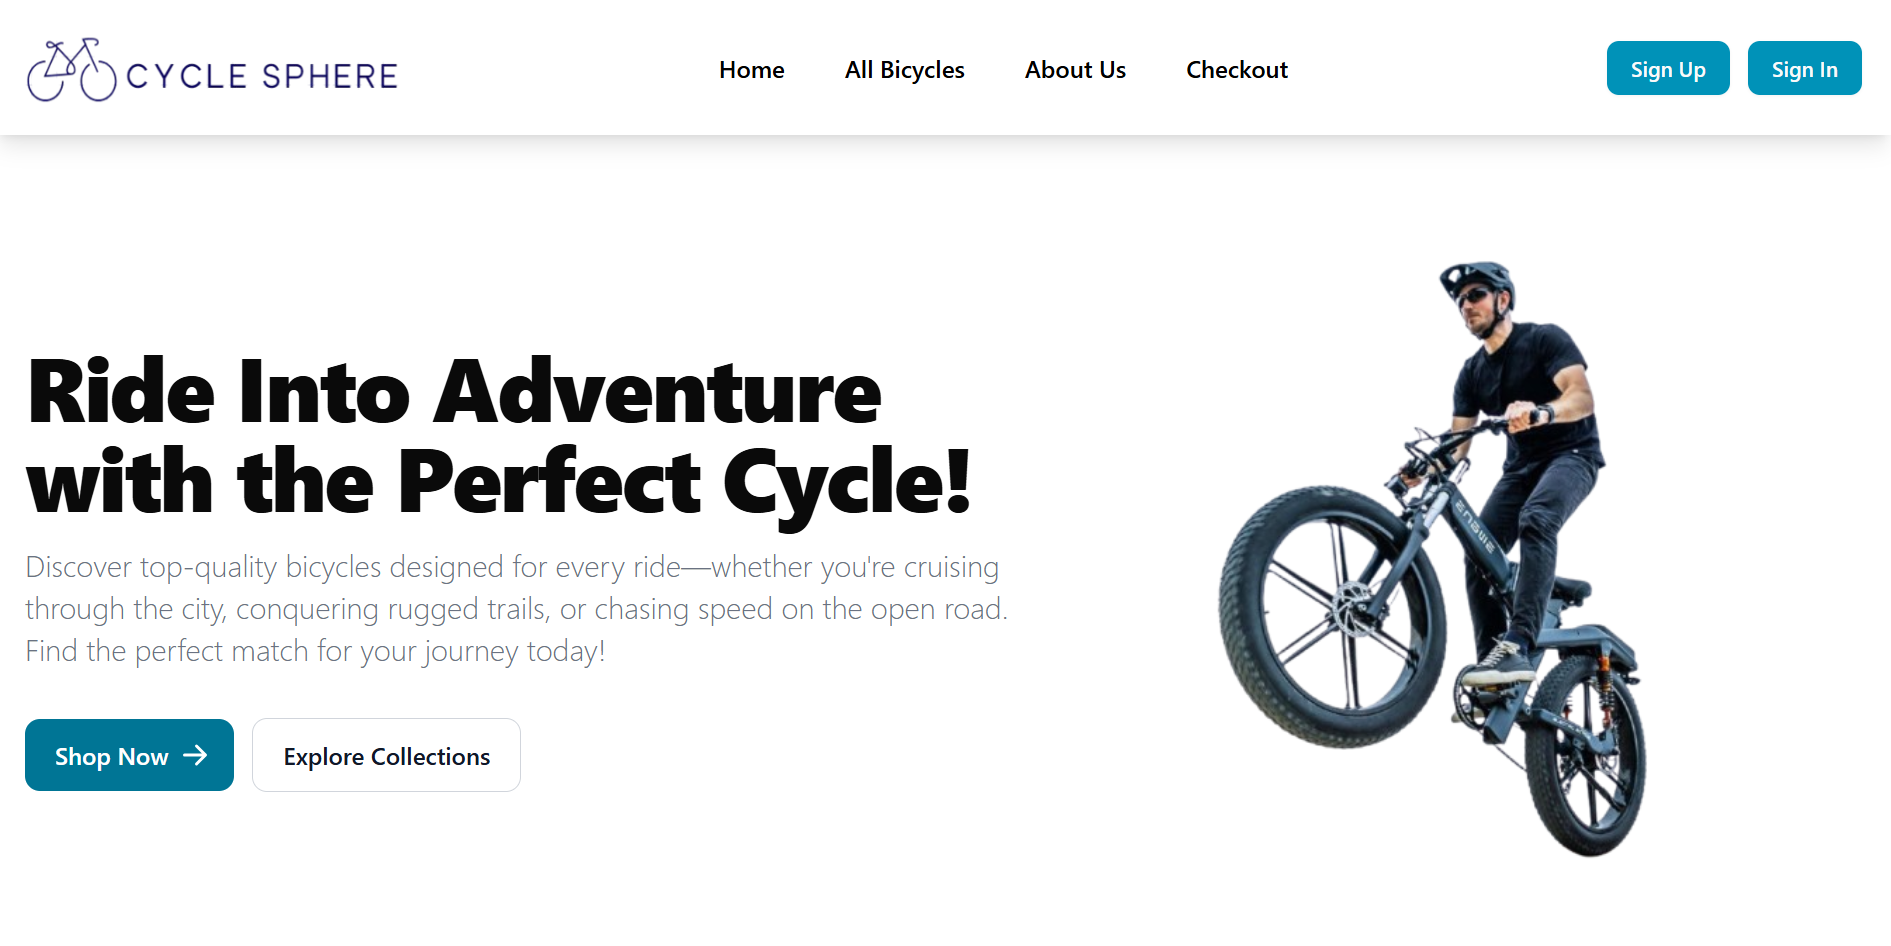 CYCLE SPHERE
Home
All Bicycles
About Us
Checkout
Sign Up
Sign In
Ride Into Adventure
with the Perfect Cycle!
Discover top-quality bicycles designed for every ride—whether you're cruising
through the city, conquering rugged trails, or chasing speed on the open road.
Find the perfect match for your journey today!
Shop Now
Explore Collections